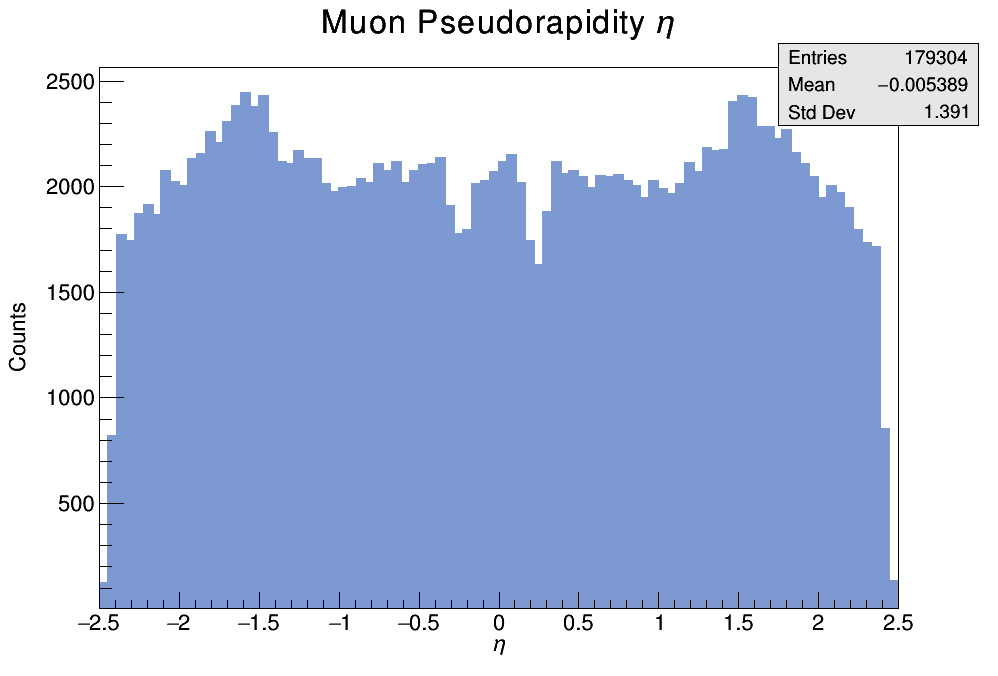 Muon Pseudorapidity η
Entries 179304
Mean −0.005389
Std Dev 1.391
Counts
2500
2000
1500
1000
500
−2.5 −2 −1.5 −1 −0.5 0 0.5 1 1.5 2 2.5
η